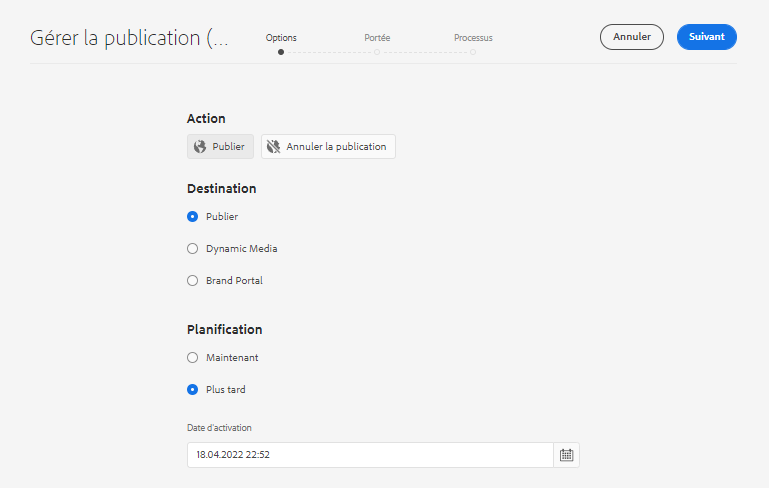 Gérer la publication (...
Options
Portée
Processus
Annuler
Suivant
Action
Publier
Annuler la publication
Destination
Publier
Dynamic Media
Brand Portal
Planification
Maintenant
Plus tard
Date d'activation
18.04.2022 22:52